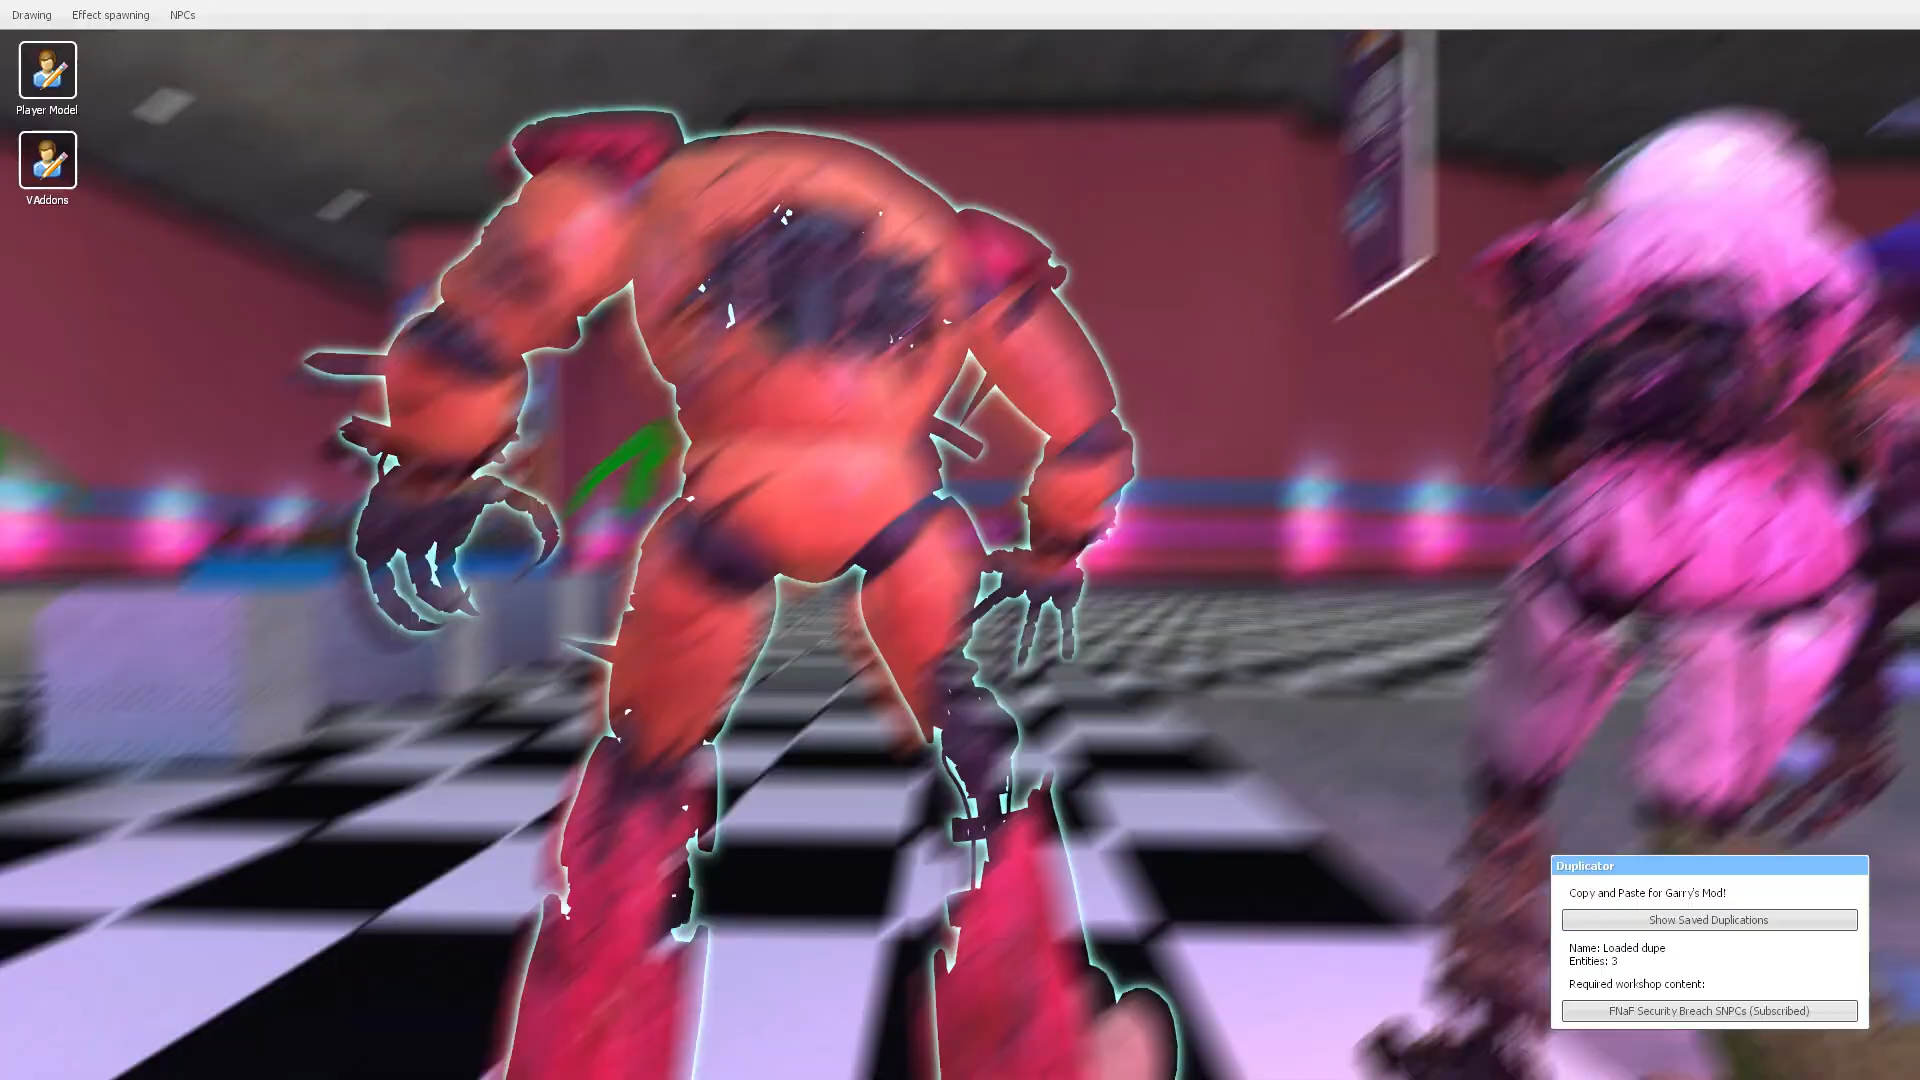 Drawing Effect spawning NPCs
Player Model
VAddons
Duplicator
Copy and Paste for Garry's Mod!
Show Saved Duplications
Name: Loaded dupe
Entities: 3
Required workshop content:
FNaF Security Breach SNPCs (Subscribed)